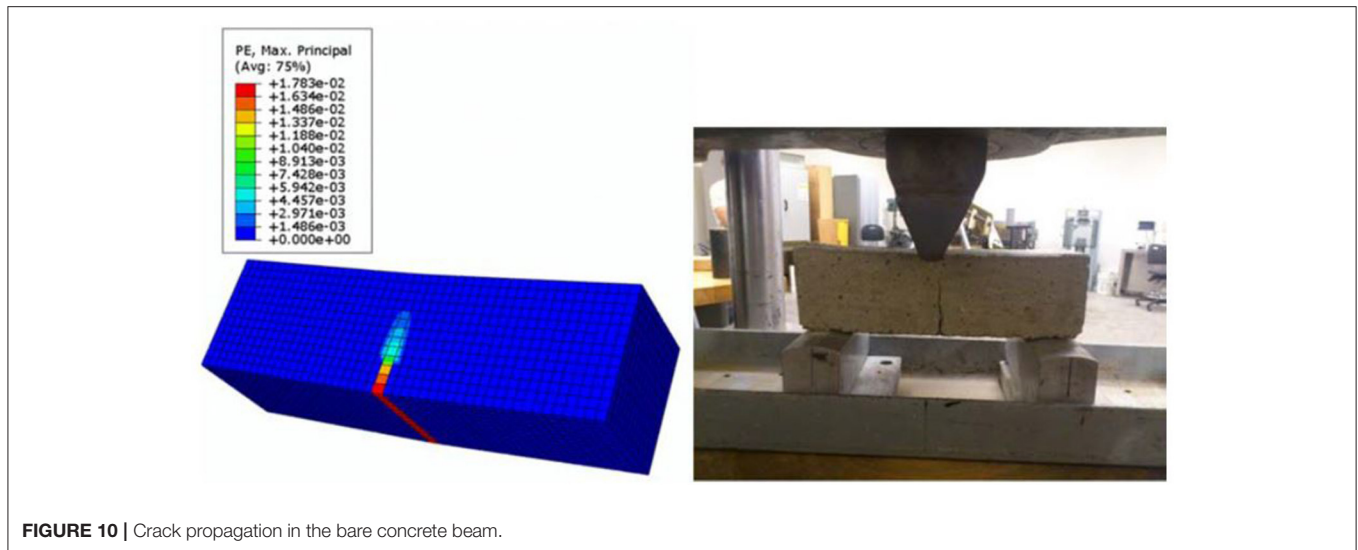 PE, Max. Principal
(Avg: 75%)
+1.783e-02
+1.634e-02
+1.486e-02
+1.337e-02
+1.188e-02
+1.040e-02
+8.913e-03
+7.428e-03
+5.942e-03
+4.457e-03
+2.971e-03
+1.486e-03
+0.000e+00
FIGURE 10 | Crack propagation in the bare concrete beam.